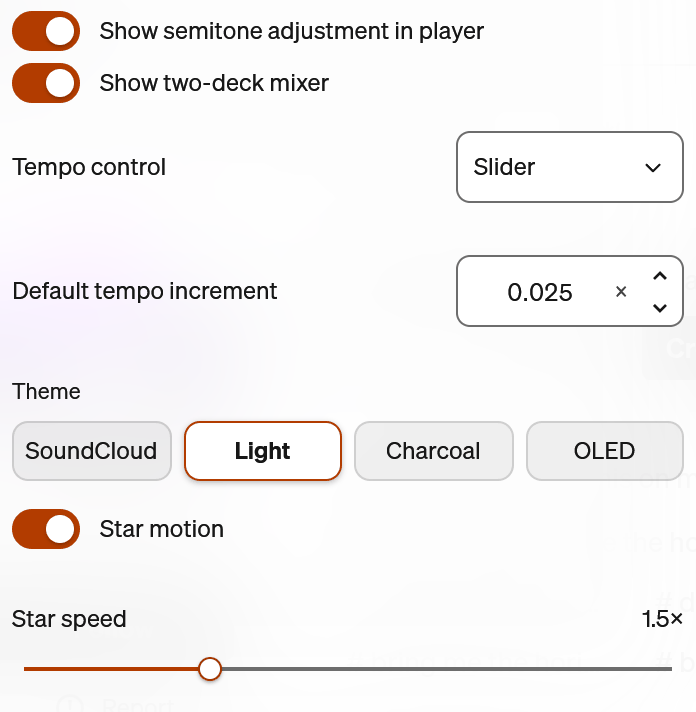 Show semitone adjustment in player
Show two-deck mixer
Tempo control
Slider
Default tempo increment
0.025 ×
Theme
SoundCloud Light Charcoal OLED
Star motion
Star speed
1.5×
Report